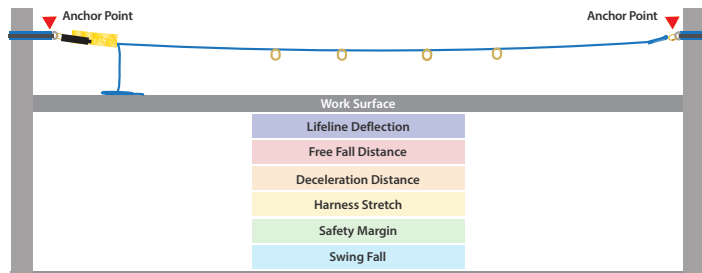 Anchor Point
Anchor Point
Work Surface
Lifeline Deflection
Free Fall Distance
Deceleration Distance
Harness Stretch
Safety Margin
Swing Fall